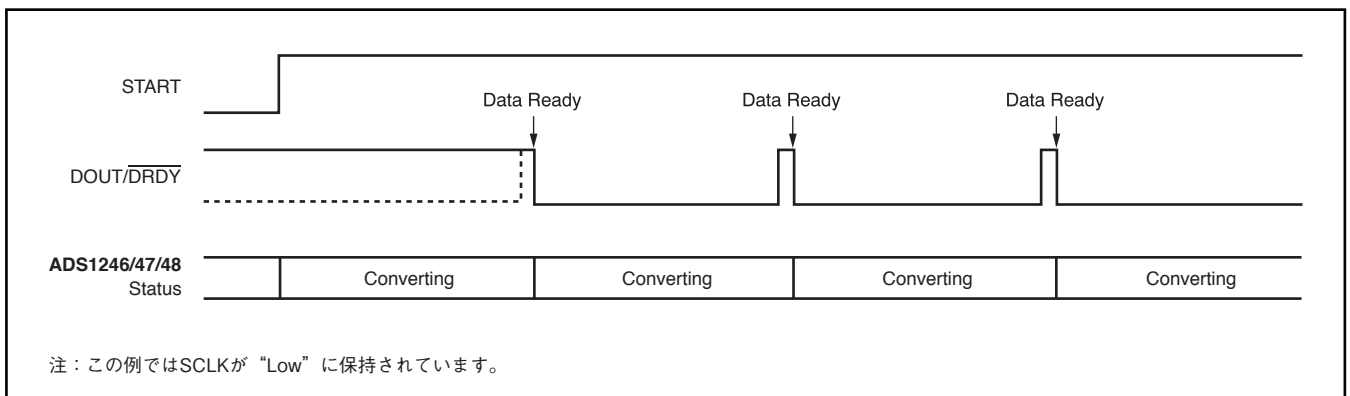 START
Data Ready Data Ready Data Ready
DOUT/DRDY
ADS1246/47/48
Status
Converting Converting Converting Converting
注：この例ではSCLKが“Low”に保持されています。